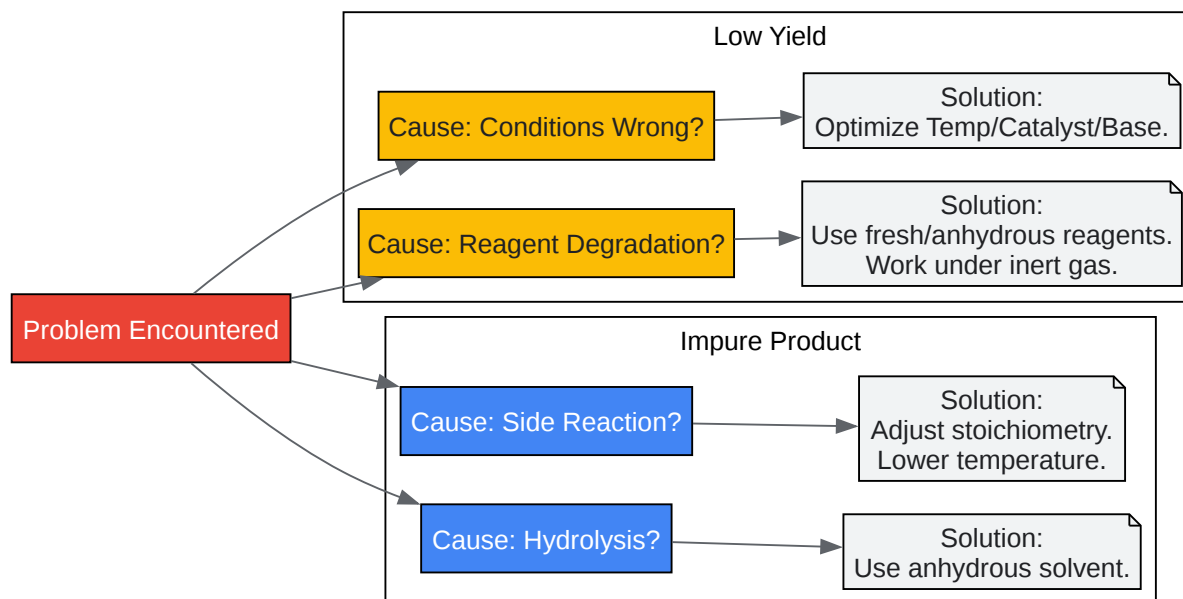 Low Yield
Cause: Conditions Wrong?
Solution:
Optimize Temp/Catalyst/Base.
Cause: Reagent Degradation?
Solution:
Use fresh/anhydrous reagents.
Work under inert gas.
Problem Encountered
Impure Product
Cause: Side Reaction?
Solution:
Adjust stoichiometry.
Lower temperature.
Cause: Hydrolysis?
Solution:
Use anhydrous solvent.